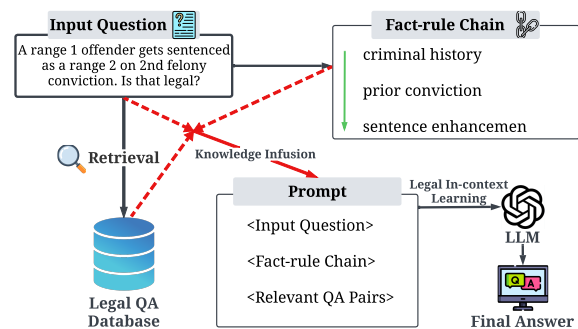 Input Question
A range 1 offender gets sentenced
as a range 2 on 2nd felony
conviction. Is that legal?
Fact-rule Chain
criminal history
prior conviction
sentence enhancemen
Retrieval
Knowledge Infusion
Legal QA
Database
Prompt
<Input Question>
<Fact-rule Chain>
<Relevant QA Pairs>
Legal In-context
Learning
LLM
Q
A
Final Answer